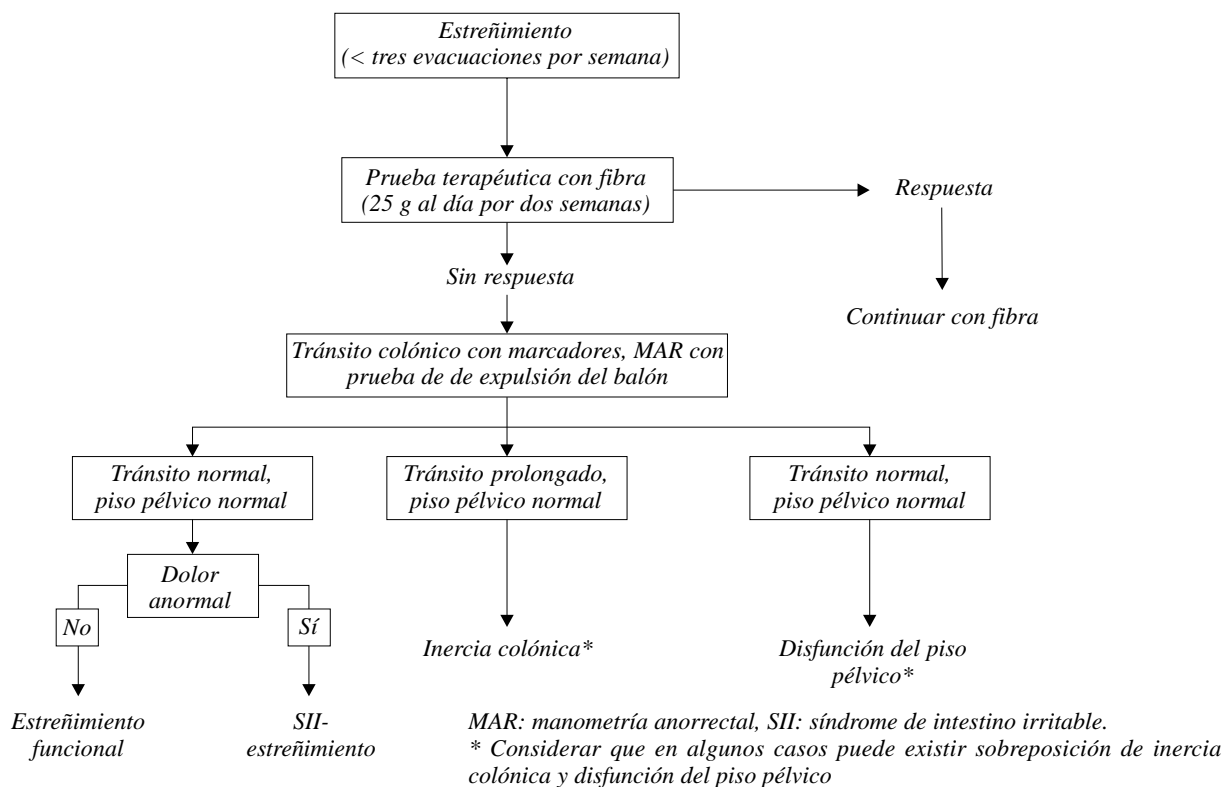 Estreñimiento
(< tres evacuaciones por semana)
Prueba terapéutica con fibra
(25 g al día por dos semanas)
Respuesta
Sin respuesta
Continuar con fibra
Tránsito colónico con marcadores, MAR con
prueba de de expulsión del balón
Tránsito normal,
piso pélvico normal
Tránsito prolongado,
piso pélvico normal
Tránsito normal,
piso pélvico normal
Dolor
anormal
No
Sí
Inercia colónica*
Disfunción del piso
pélvico*
Estreñimiento
funcional
SII-
estreñimiento
MAR: manometría anorrectal, SII: síndrome de intestino irritable.
* Considerar que en algunos casos puede existir sobreposición de inercia
colónica y disfunción del piso pélvico